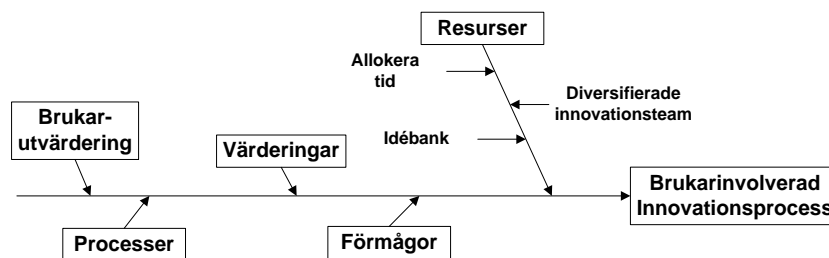 Resurser
Allokera
tid
Diversifierade
innovationsteam
Idébank
Brukar-
utvärdering
Värderingar
Brukarinvolverad
Innovationsprocess
Processer
Förmågor